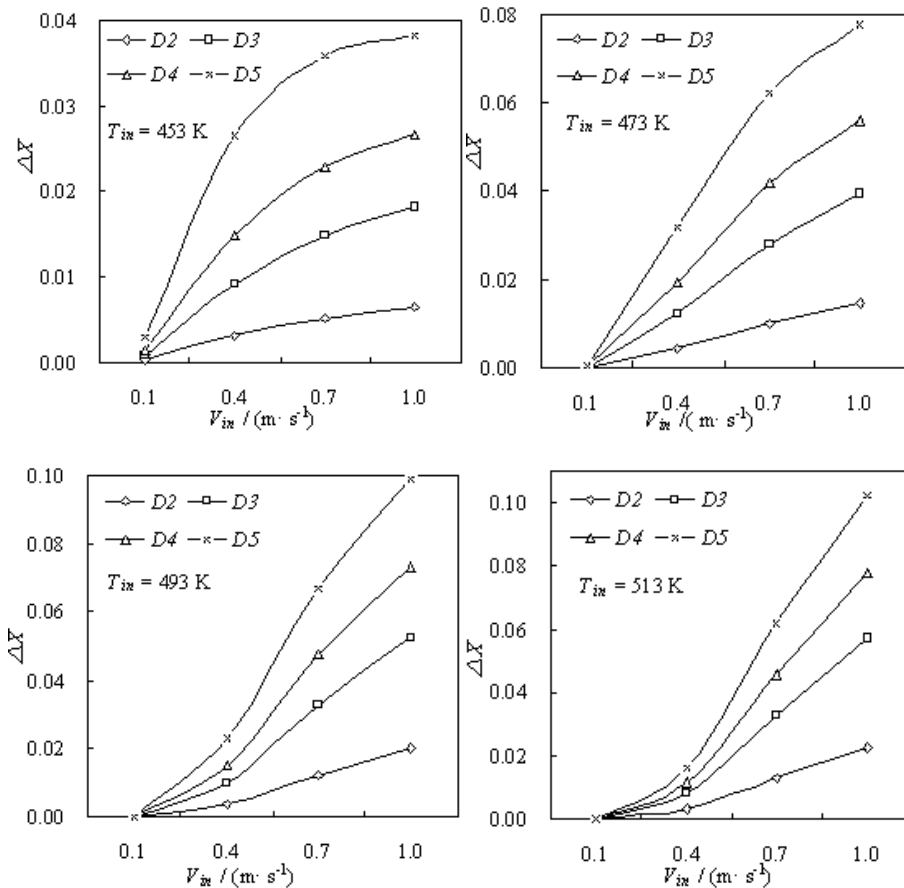 0.04
D2 D3
D4 D5
0.03
T_in = 453 K
ΔX
0.02
0.01
0.00
0.1 0.4 0.7 1.0
V_in / (m· s⁻¹)
0.08
D2 D3
D4 D5
0.06
T_in = 473 K
ΔX
0.04
0.02
0.00
0.1 0.4 0.7 1.0
V_in /( m· s⁻¹)
0.10
D2 D3
0.08
D4 D5
T_in = 493 K
0.06
ΔX
0.04
0.02
0.00
0.1 0.4 0.7 1.0
V_in / (m· s⁻¹)
0.10
D2 D3
D4 D5
0.08
T_in = 513 K
0.06
ΔX
0.04
0.02
0.00
0.1 0.4 0.7 1.0
V_in / (m· s⁻¹)